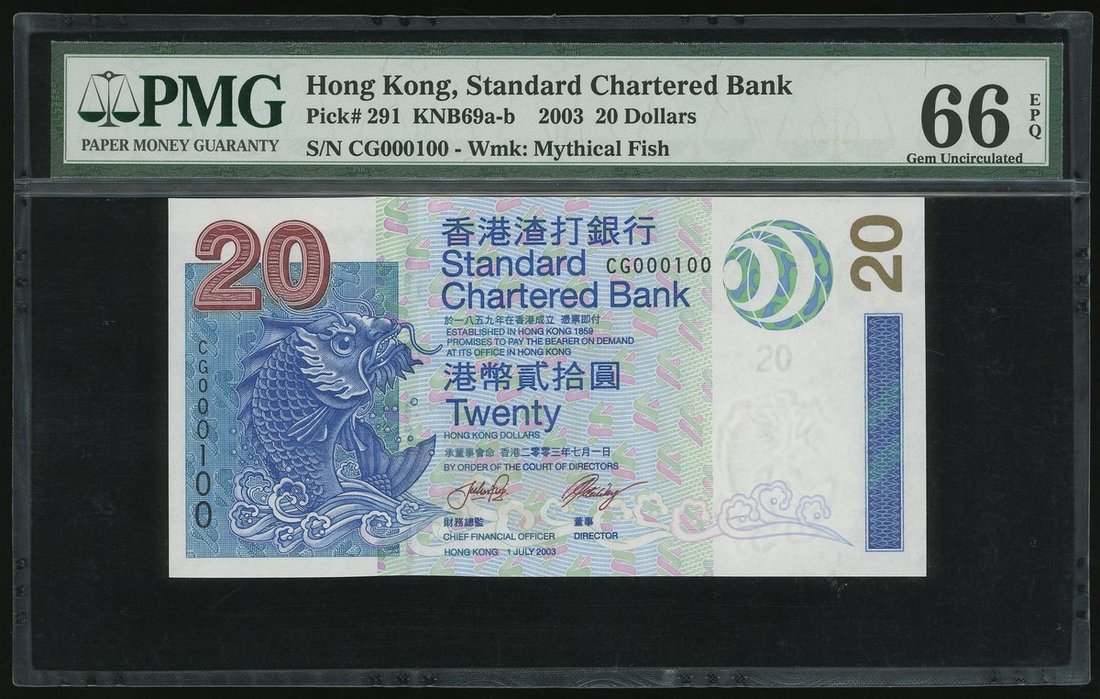 PMG
PAPER MONEY GUARANTY
Hong Kong, Standard Chartered Bank
Pick# 291 KNB69a-b 2003 20 Dollars
S/N CG000100 - Wmk: Mythical Fish
66
EPQ
Gem Uncirculated
20
香港渣打銀行
Standard
CG000100
Chartered Bank
20
於一八五九年在香港成立 憑票即付
ESTABLISHED IN HONG KONG 1859
PROMISES TO PAY THE BEARER ON DEMAND
AT ITS OFFICE IN HONG KONG
20
CG000100
港幣貳拾圓
Twenty
HONG KONG DOLLARS
承董事會命 香港二零零三年七月一日
BY ORDER OF THE COURT OF DIRECTORS
財務總監 董事
CHIEF FINANCIAL OFFICER DIRECTOR
HONG KONG 1 JULY 2003